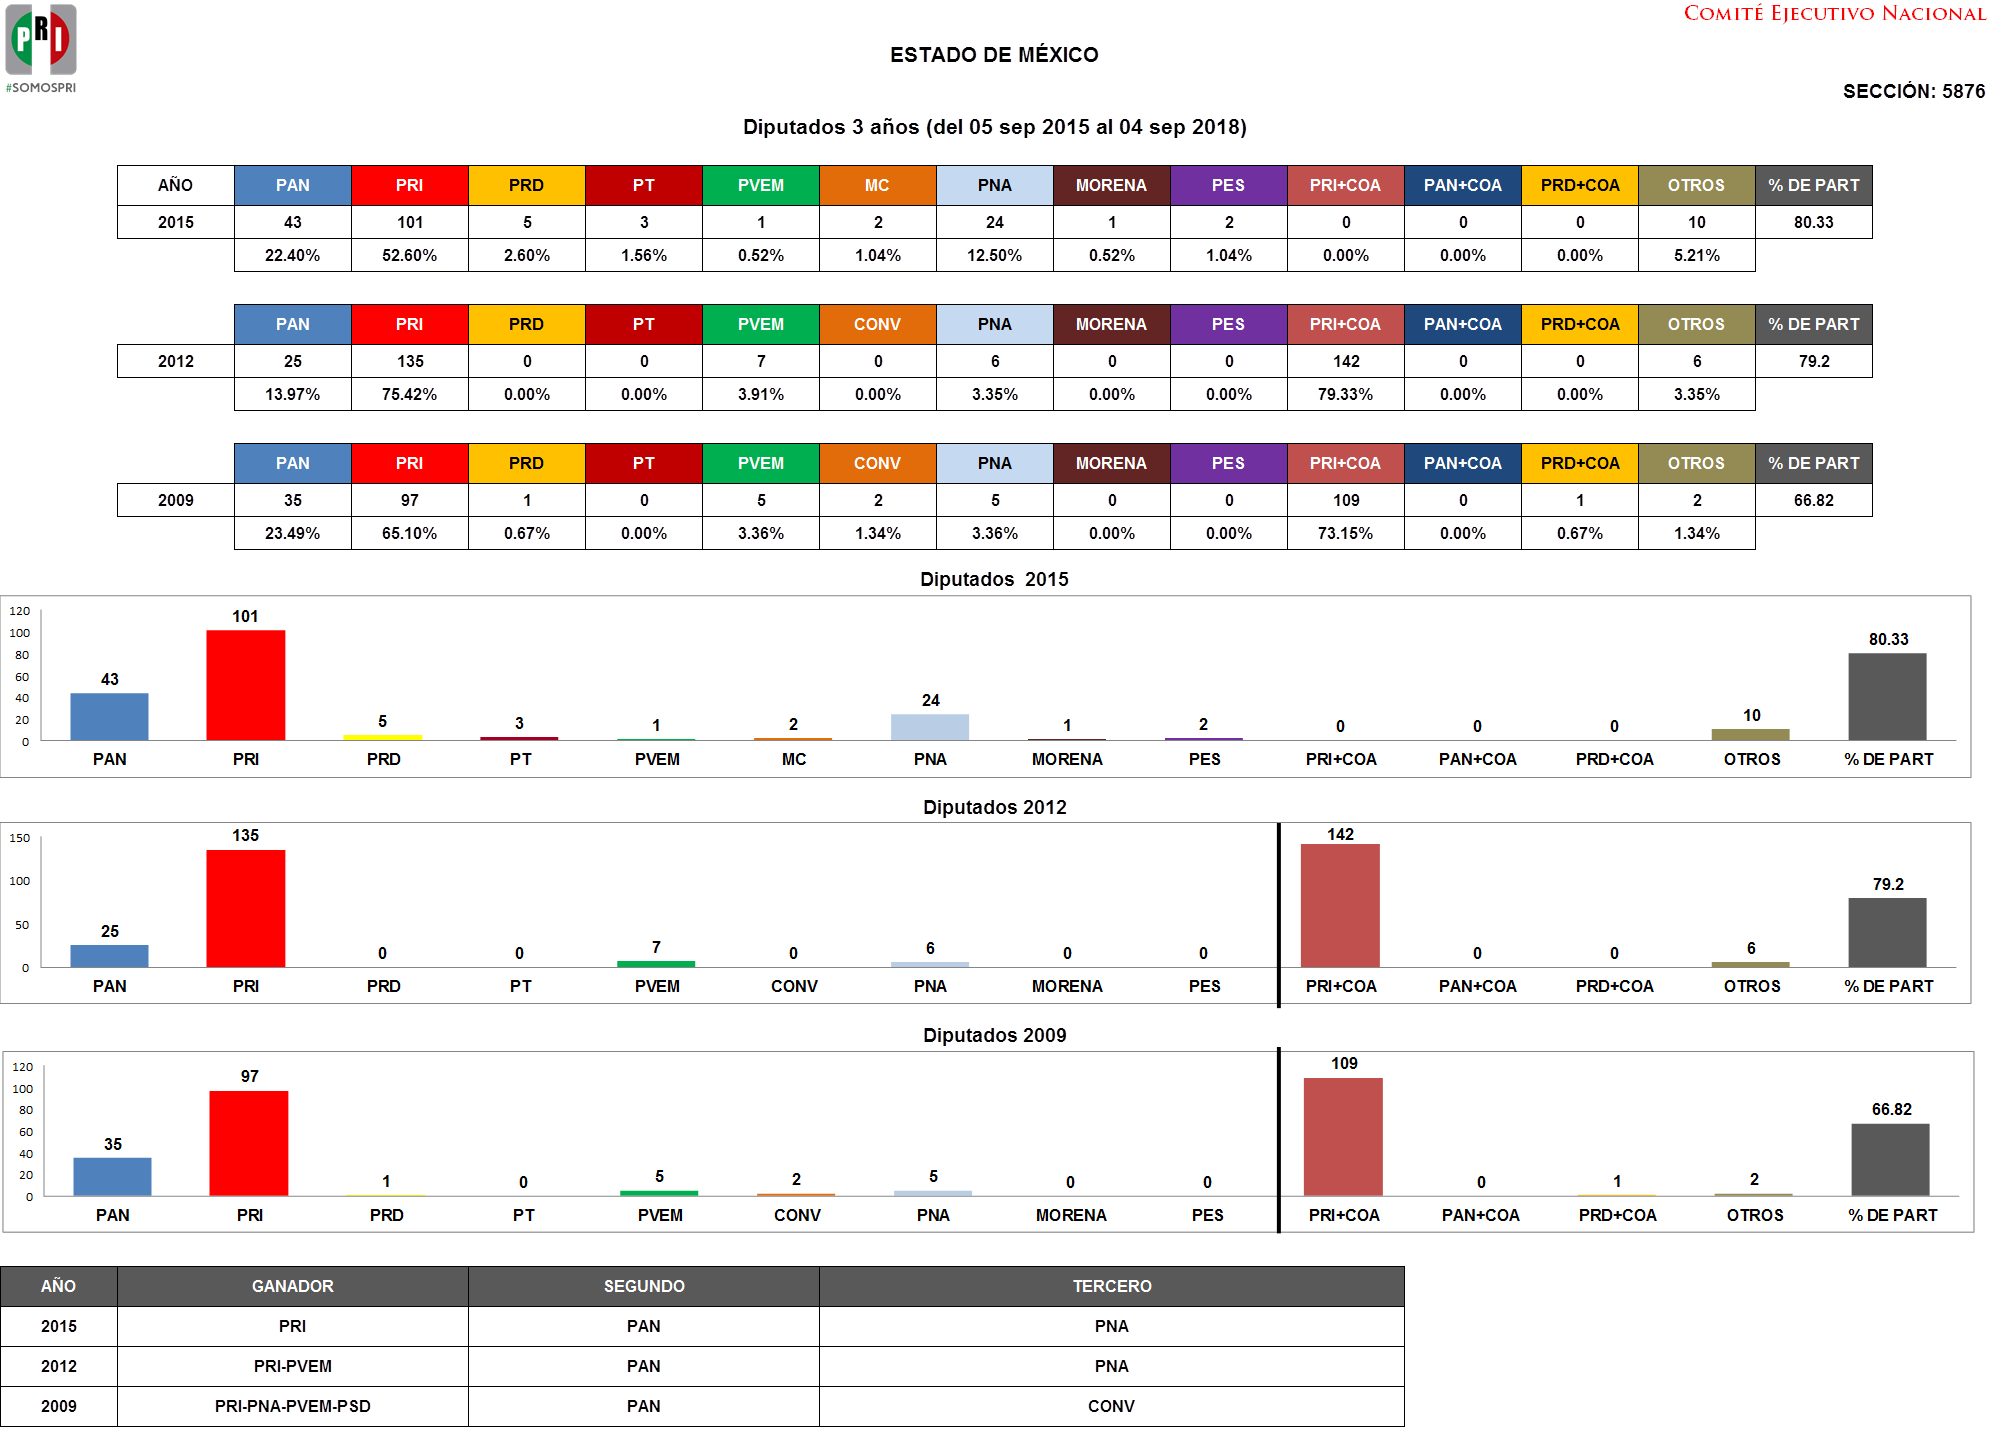 PRI
#SOMOSPRI
COMITÉ EJECUTIVO NACIONAL
ESTADO DE MÉXICO
SECCIÓN: 5876
Diputados 3 años (del 05 sep 2015 al 04 sep 2018)
AÑO PAN PRI PRD PT PVEM MC PNA MORENA PES PRI+COA PAN+COA PRD+COA OTROS % DE PART
2015 43 101 5 3 1 2 24 1 2 0 0 0 10 80.33
22.40% 52.60% 2.60% 1.56% 0.52% 1.04% 12.50% 0.52% 1.04% 0.00% 0.00% 0.00% 5.21%
PAN PRI PRD PT PVEM CONV PNA MORENA PES PRI+COA PAN+COA PRD+COA OTROS % DE PART
2012 25 135 0 0 7 0 6 0 0 142 0 0 6 79.2
13.97% 75.42% 0.00% 0.00% 3.91% 0.00% 3.35% 0.00% 0.00% 79.33% 0.00% 0.00% 3.35%
PAN PRI PRD PT PVEM CONV PNA MORENA PES PRI+COA PAN+COA PRD+COA OTROS % DE PART
2009 35 97 1 0 5 2 5 0 0 109 0 1 2 66.82
23.49% 65.10% 0.67% 0.00% 3.36% 1.34% 3.36% 0.00% 0.00% 73.15% 0.00% 0.67% 1.34%
Diputados 2015
120
100
80
60
40
20
0
43 101 5 3 1 2 24 1 2 0 0 0 10 80.33
PAN PRI PRD PT PVEM MC PNA MORENA PES PRI+COA PAN+COA PRD+COA OTROS % DE PART
Diputados 2012
150
100
50
0
25 135 0 0 7 0 6 0 0 142 0 0 6 79.2
PAN PRI PRD PT PVEM CONV PNA MORENA PES PRI+COA PAN+COA PRD+COA OTROS % DE PART
Diputados 2009
120
100
80
60
40
20
0
35 97 1 0 5 2 5 0 0 109 0 1 2 66.82
PAN PRI PRD PT PVEM CONV PNA MORENA PES PRI+COA PAN+COA PRD+COA OTROS % DE PART
AÑO GANADOR SEGUNDO TERCERO
2015 PRI PAN PNA
2012 PRI-PVEM PAN PNA
2009 PRI-PNA-PVEM-PSD PAN CONV